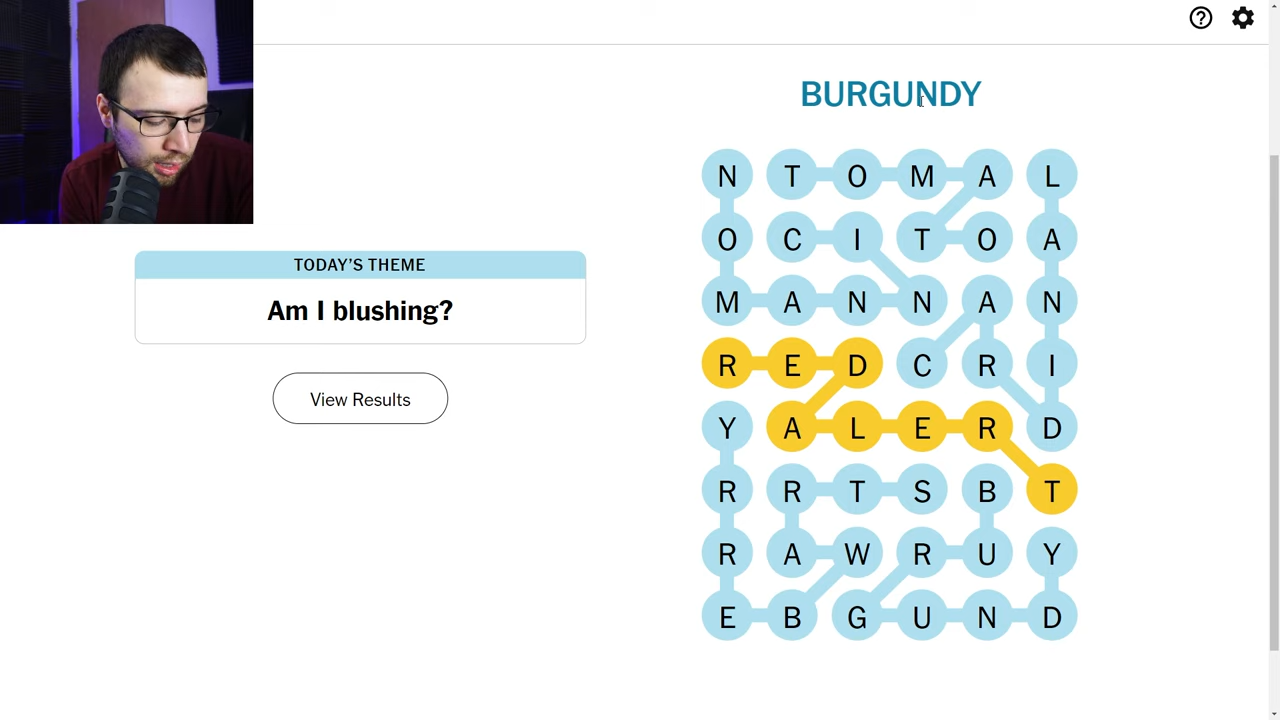 ?
BURGUNDY
TODAY'S THEME
Am I blushing?
View Results
N T O M A L
O C I T O A
M A N N A N
R E D C R I
Y A L E R D
R R T S B T
R A W R U Y
E B G U N D